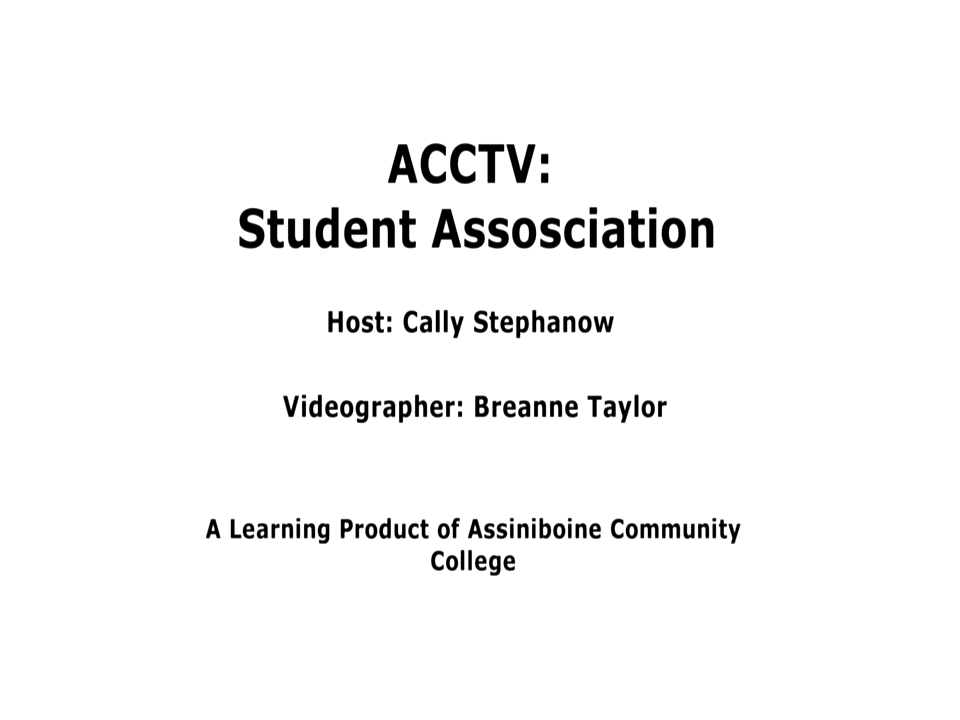 ACCTV:
Student Assosciation
Host: Cally Stephanow
Videographer: Breanne Taylor
A Learning Product of Assiniboine Community
College